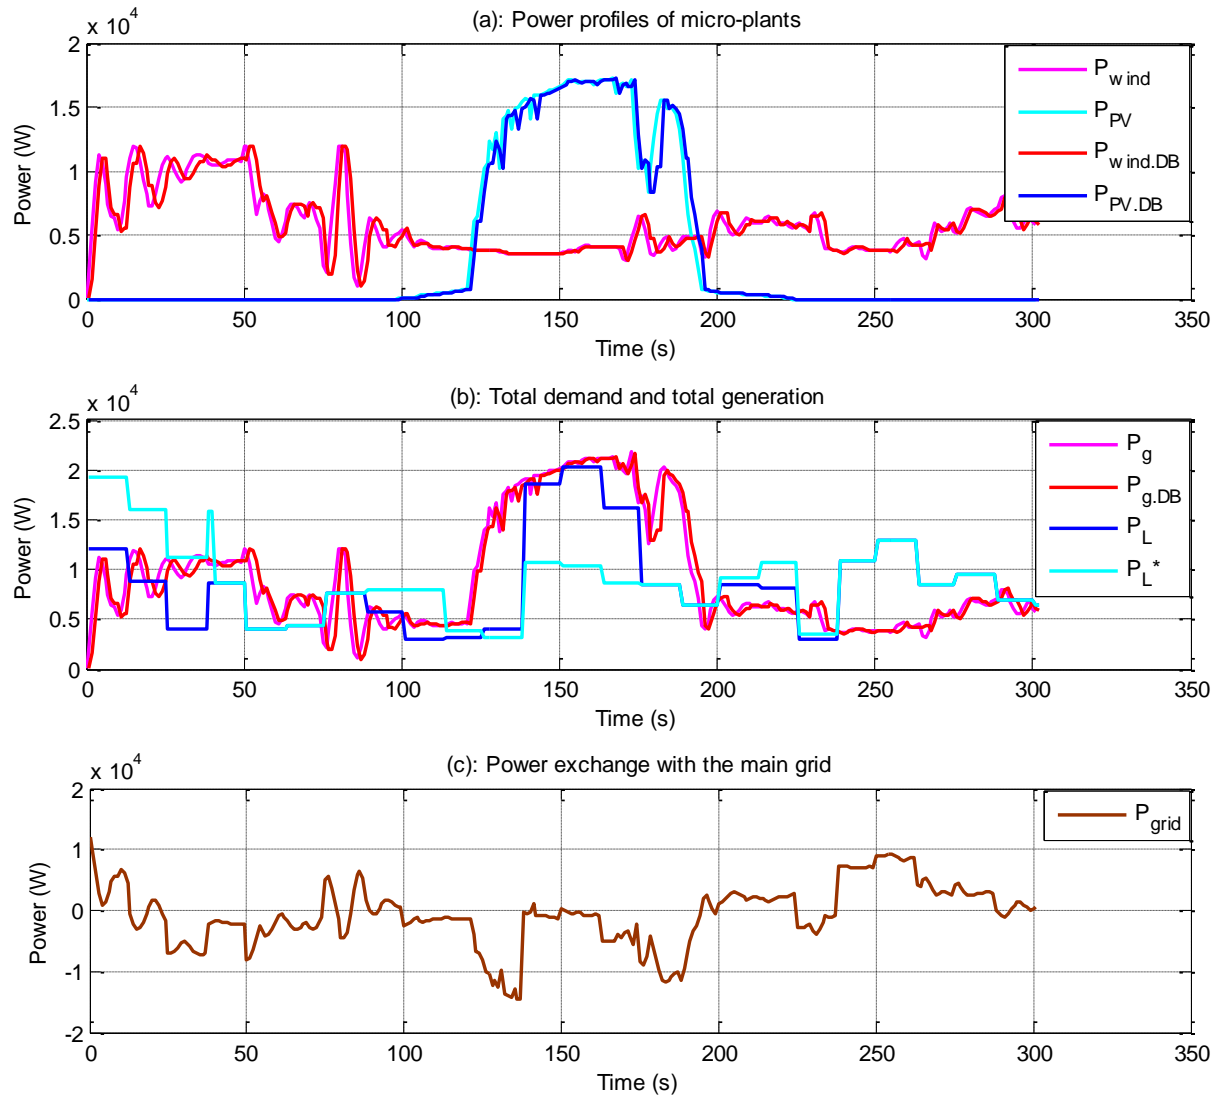 (a): Power profiles of micro-plants
x 10^4
Power (W)
2
1.5
1
0.5
0
0 50 100 150 200 250 300 350
Time (s)
P_wind
P_PV
P_wind.DB
P_PV.DB
(b): Total demand and total generation
x 10^4
Power (W)
2.5
2
1.5
1
0.5
0
0 50 100 150 200 250 300 350
Time (s)
P_g
P_g.DB
P_L
P_L*
(c): Power exchange with the main grid
x 10^4
Power (W)
2
1
0
-1
-2
0 50 100 150 200 250 300 350
Time (s)
P_grid